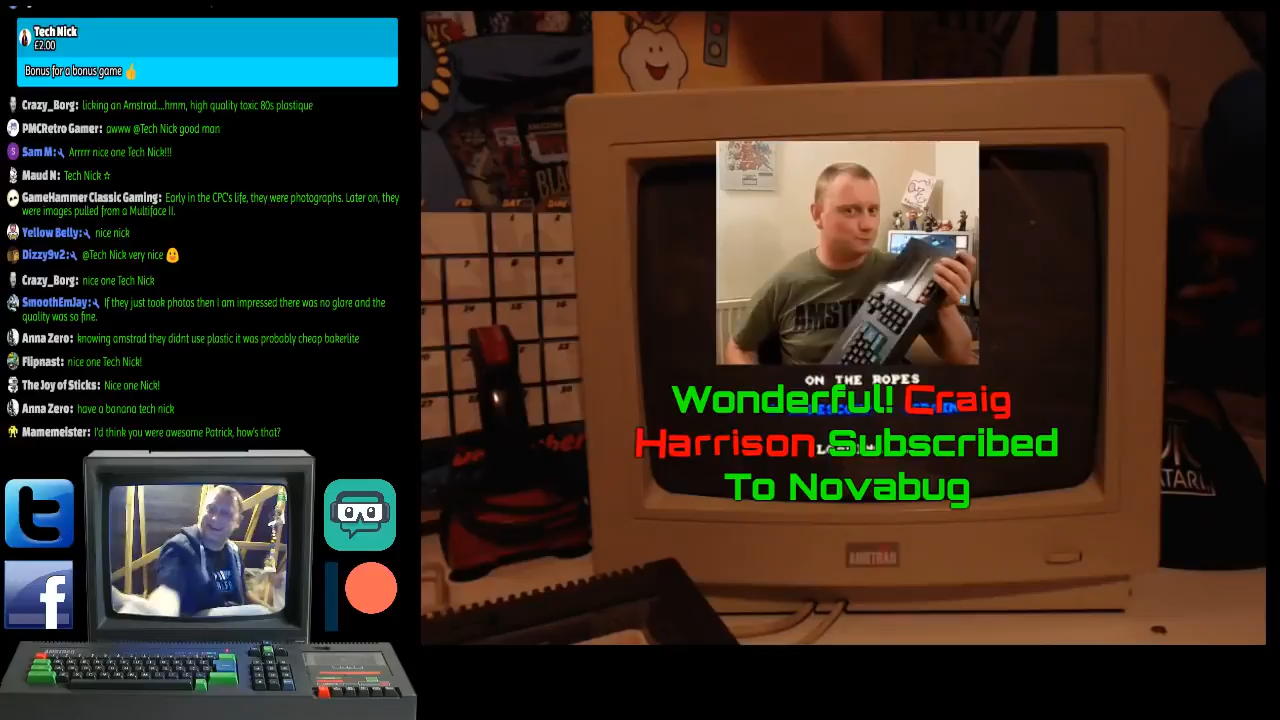 Tech Nick
£2.00
Bonus for a bonus game 👍
Crazy_Borg: licking an Amstrad....hmm, high quality toxic 80s plastique
PMCRetro Gamer: awww @Tech Nick good man
Sam M: Arrrrr nice one Tech Nick!!!
Maud N: Tech Nick ☆
GameHammer Classic Gaming: Early in the CPC's life, they were photographs. Later on, they
were images pulled from a Multiface II.
Yellow Belly: nice nick
Dizzy9v2: @Tech Nick very nice
Crazy_Borg: nice one Tech Nick
SmoothEmJay: If they just took photos then I am impressed there was no glare and the
quality was so fine.
Anna Zero: knowing amstrad they didnt use plastic it was probably cheap bakerlite
Flipnast: nice one Tech Nick!
The Joy of Sticks: Nice one Nick!
Anna Zero: have a banana tech nick
Mamemeister: I'd think you were awesome Patrick, how's that?
AMSTRAD
ON THE ROPES
Wonderful! Craig
Harrison Subscribed
To Novabug
AMSTRAD
ATARI